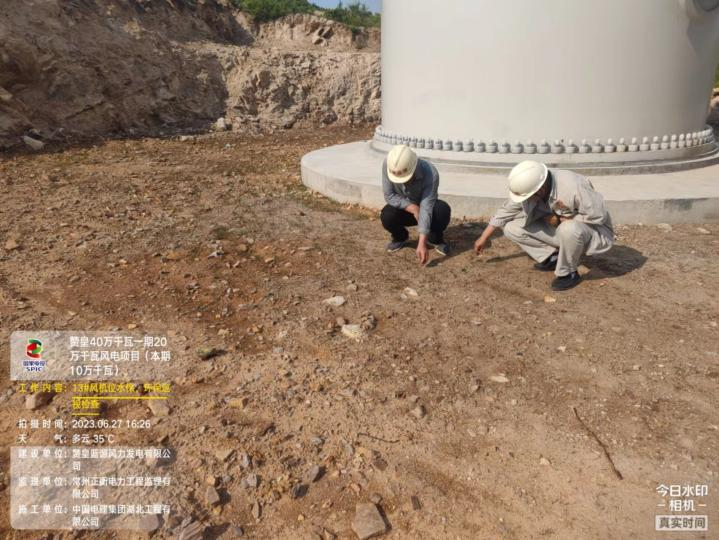 国家电投
SPIC
赞皇40万千瓦一期20
万千瓦风电项目（本期
10万千瓦）
工作内容：13#风机位水保、环保巡
视检查
拍摄时间：2023.06.27 16:26
天气：多云 35℃
建设单位：赞皇蓝源风力发电有限公
司
监理单位：常州正衡电力工程监理有
限公司
施工单位：中国电建集团湖北工程有
限公司
今日水印
-相机-
真实时间